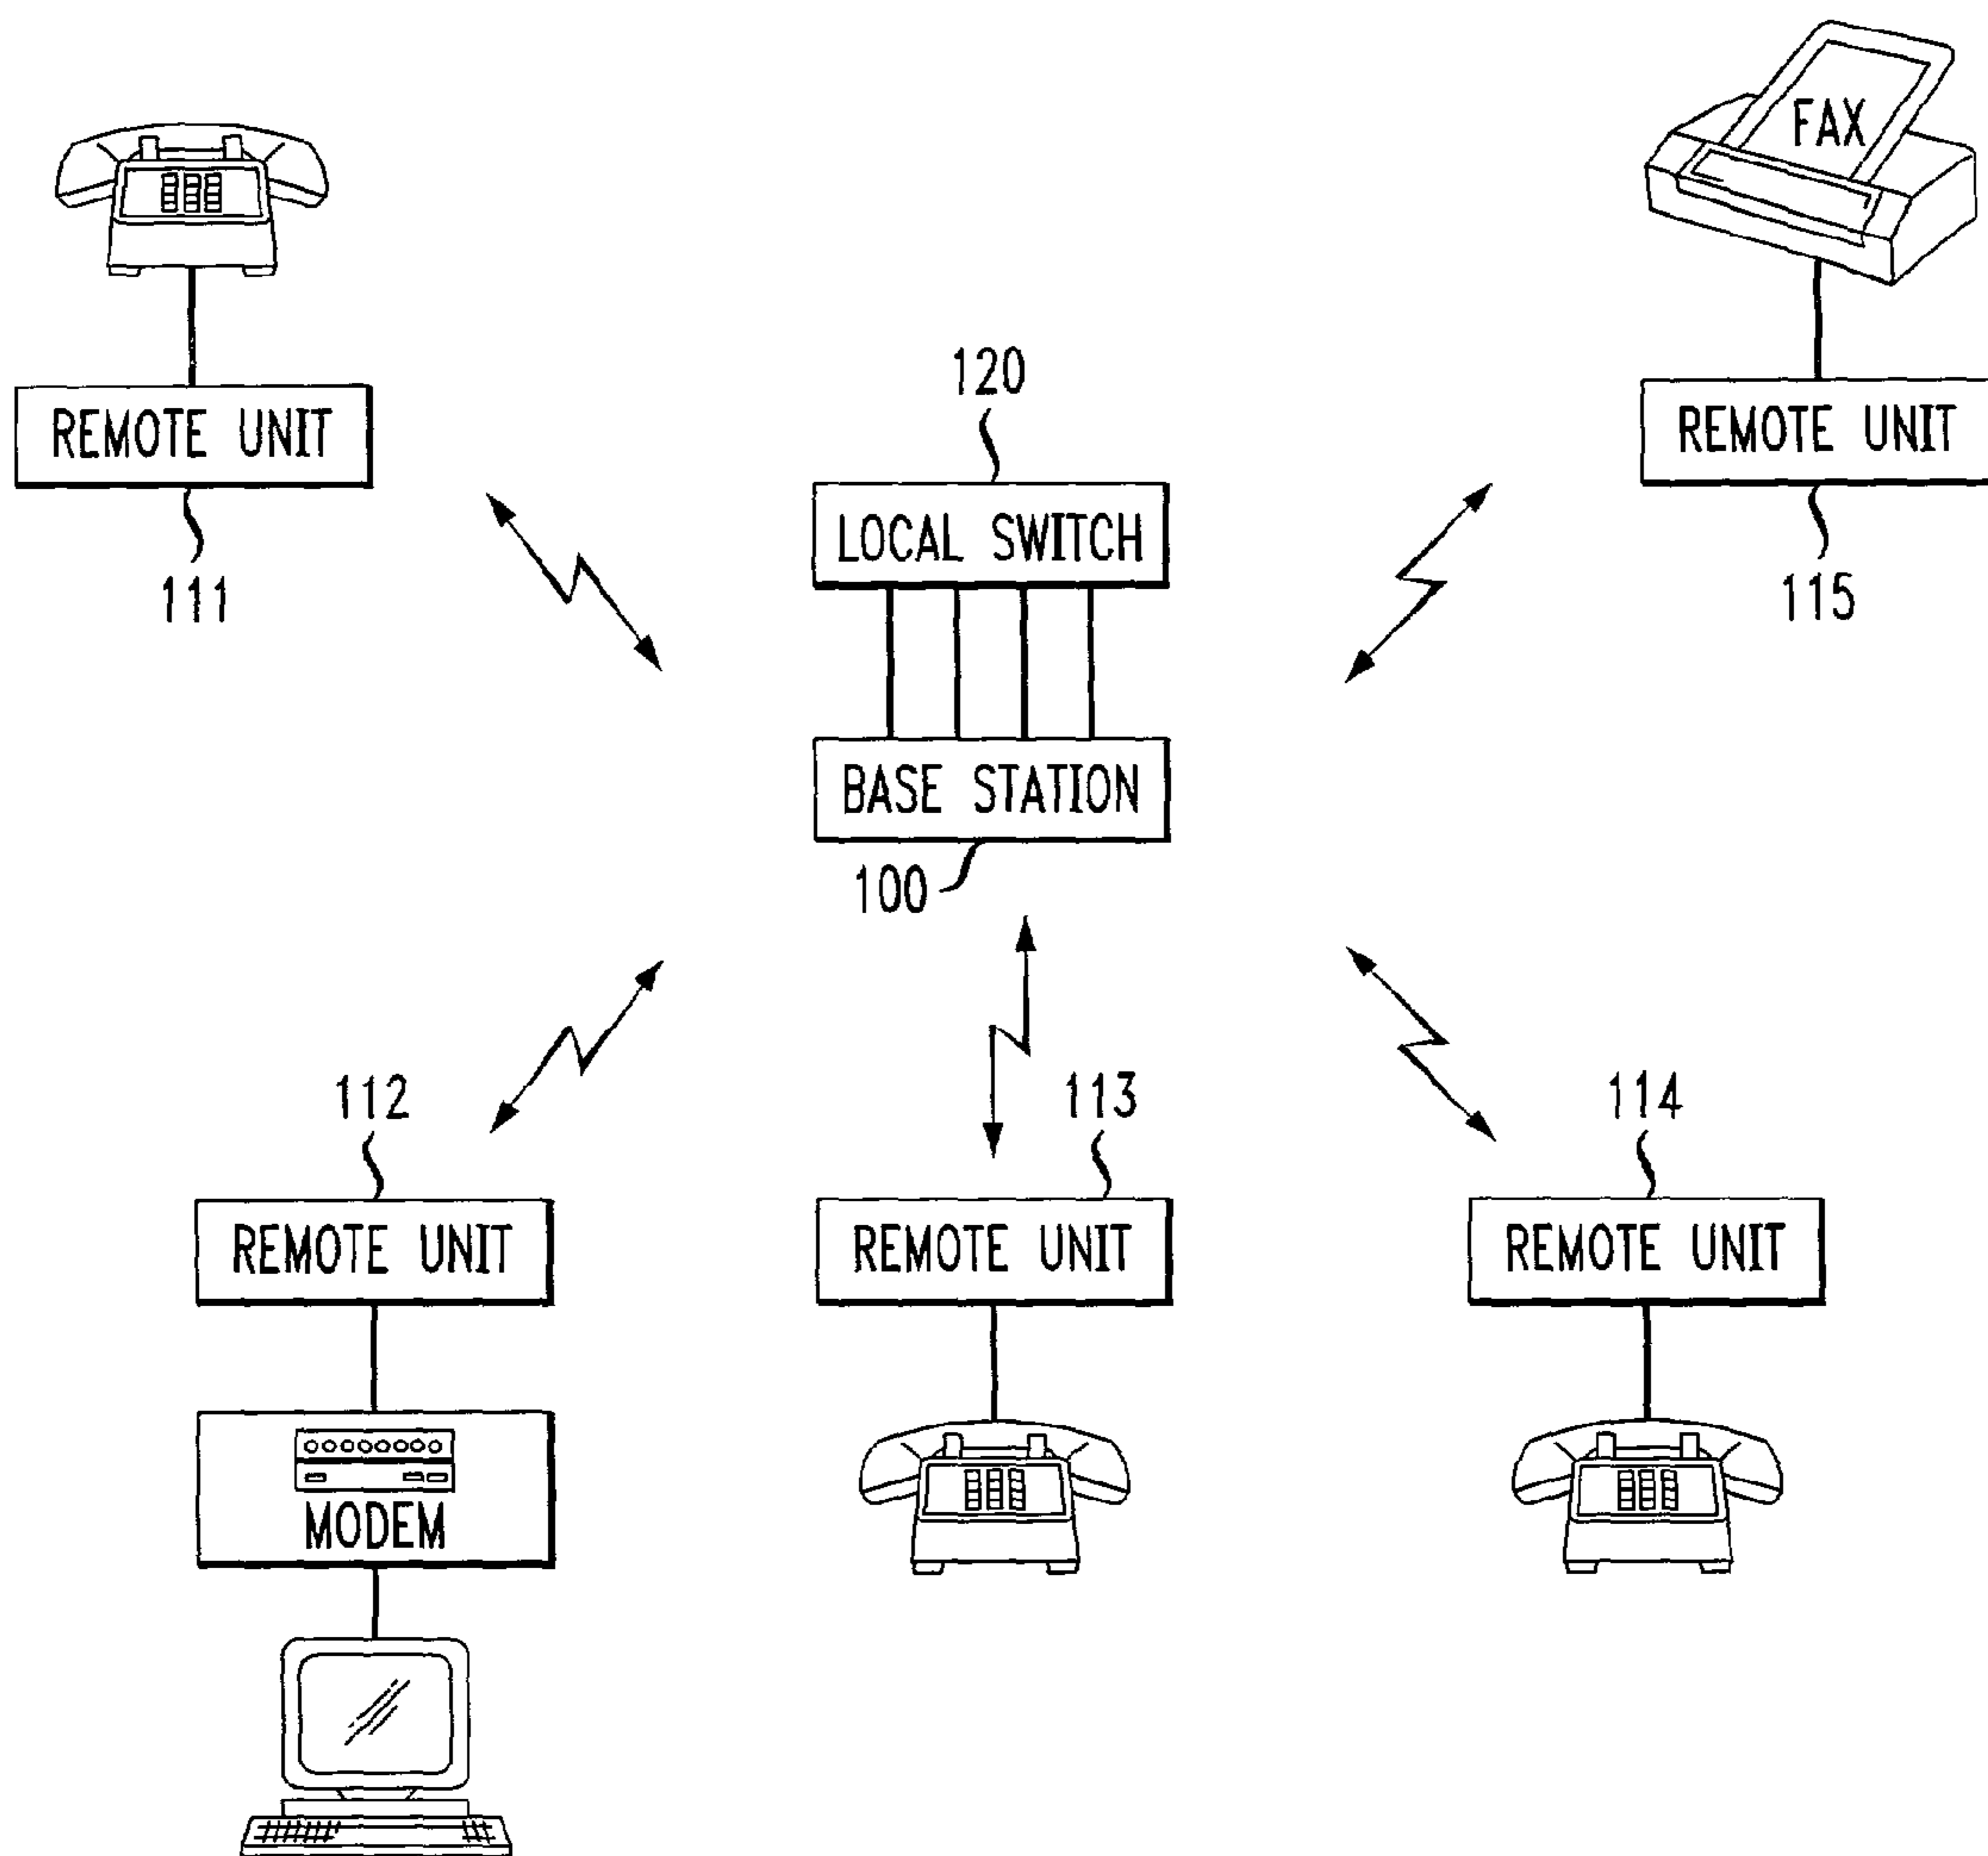 FAX
120
REMOTE UNIT
REMOTE UNIT
LOCAL SWITCH
111
115
BASE STATION
100
112
113
114
REMOTE UNIT
REMOTE UNIT
REMOTE UNIT
MODEM